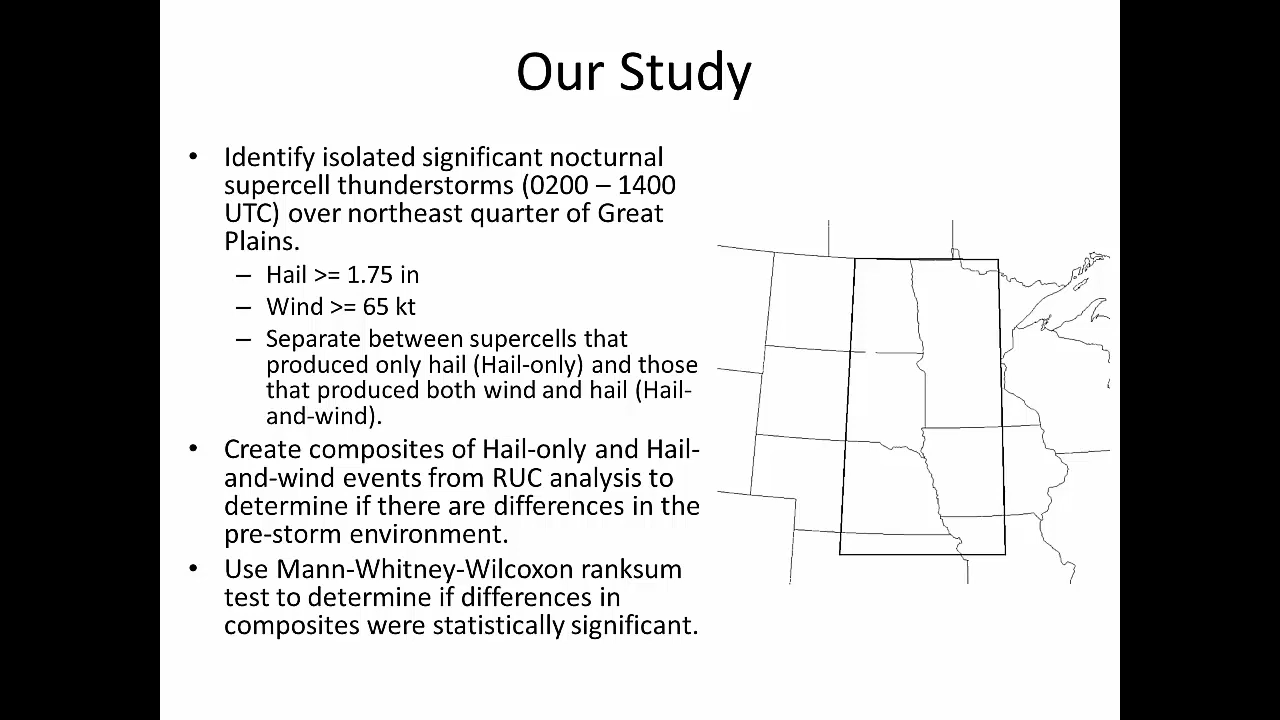 Our Study
• Identify isolated significant nocturnal
supercell thunderstorms (0200 – 1400
UTC) over northeast quarter of Great
Plains.
– Hail >= 1.75 in
– Wind >= 65 kt
– Separate between supercells that
produced only hail (Hail-only) and those
that produced both wind and hail (Hail-
and-wind).
• Create composites of Hail-only and Hail-
and-wind events from RUC analysis to
determine if there are differences in the
pre-storm environment.
• Use Mann-Whitney-Wilcoxon ranksum
test to determine if differences in
composites were statistically significant.